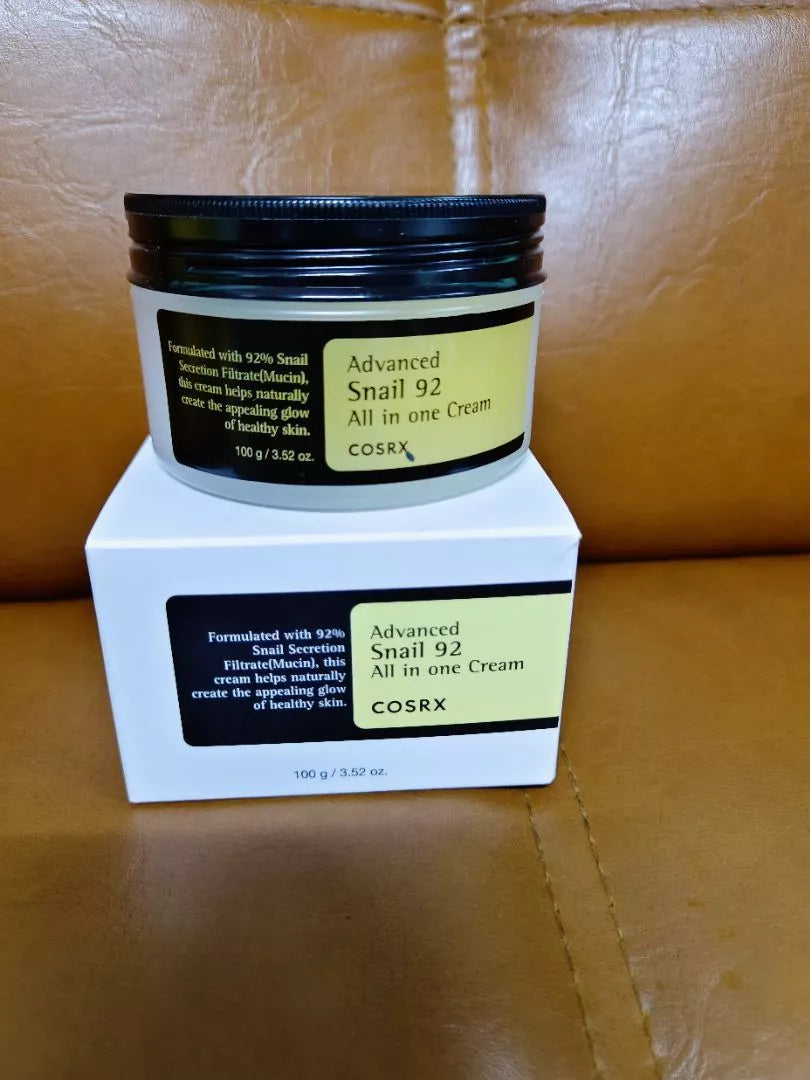 Formulated with 92% Snail
Secretion Filtrate(Mucin),
this cream helps naturally
create the appealing glow
of healthy skin.
100 g / 3.52 oz.
Advanced
Snail 92
All in one Cream
COSRX
Formulated with 92%
Snail Secretion
Filtrate(Mucin), this
cream helps naturally
create the appealing glow
of healthy skin.
Advanced
Snail 92
All in one Cream
COSRX
100 g / 3.52 oz.